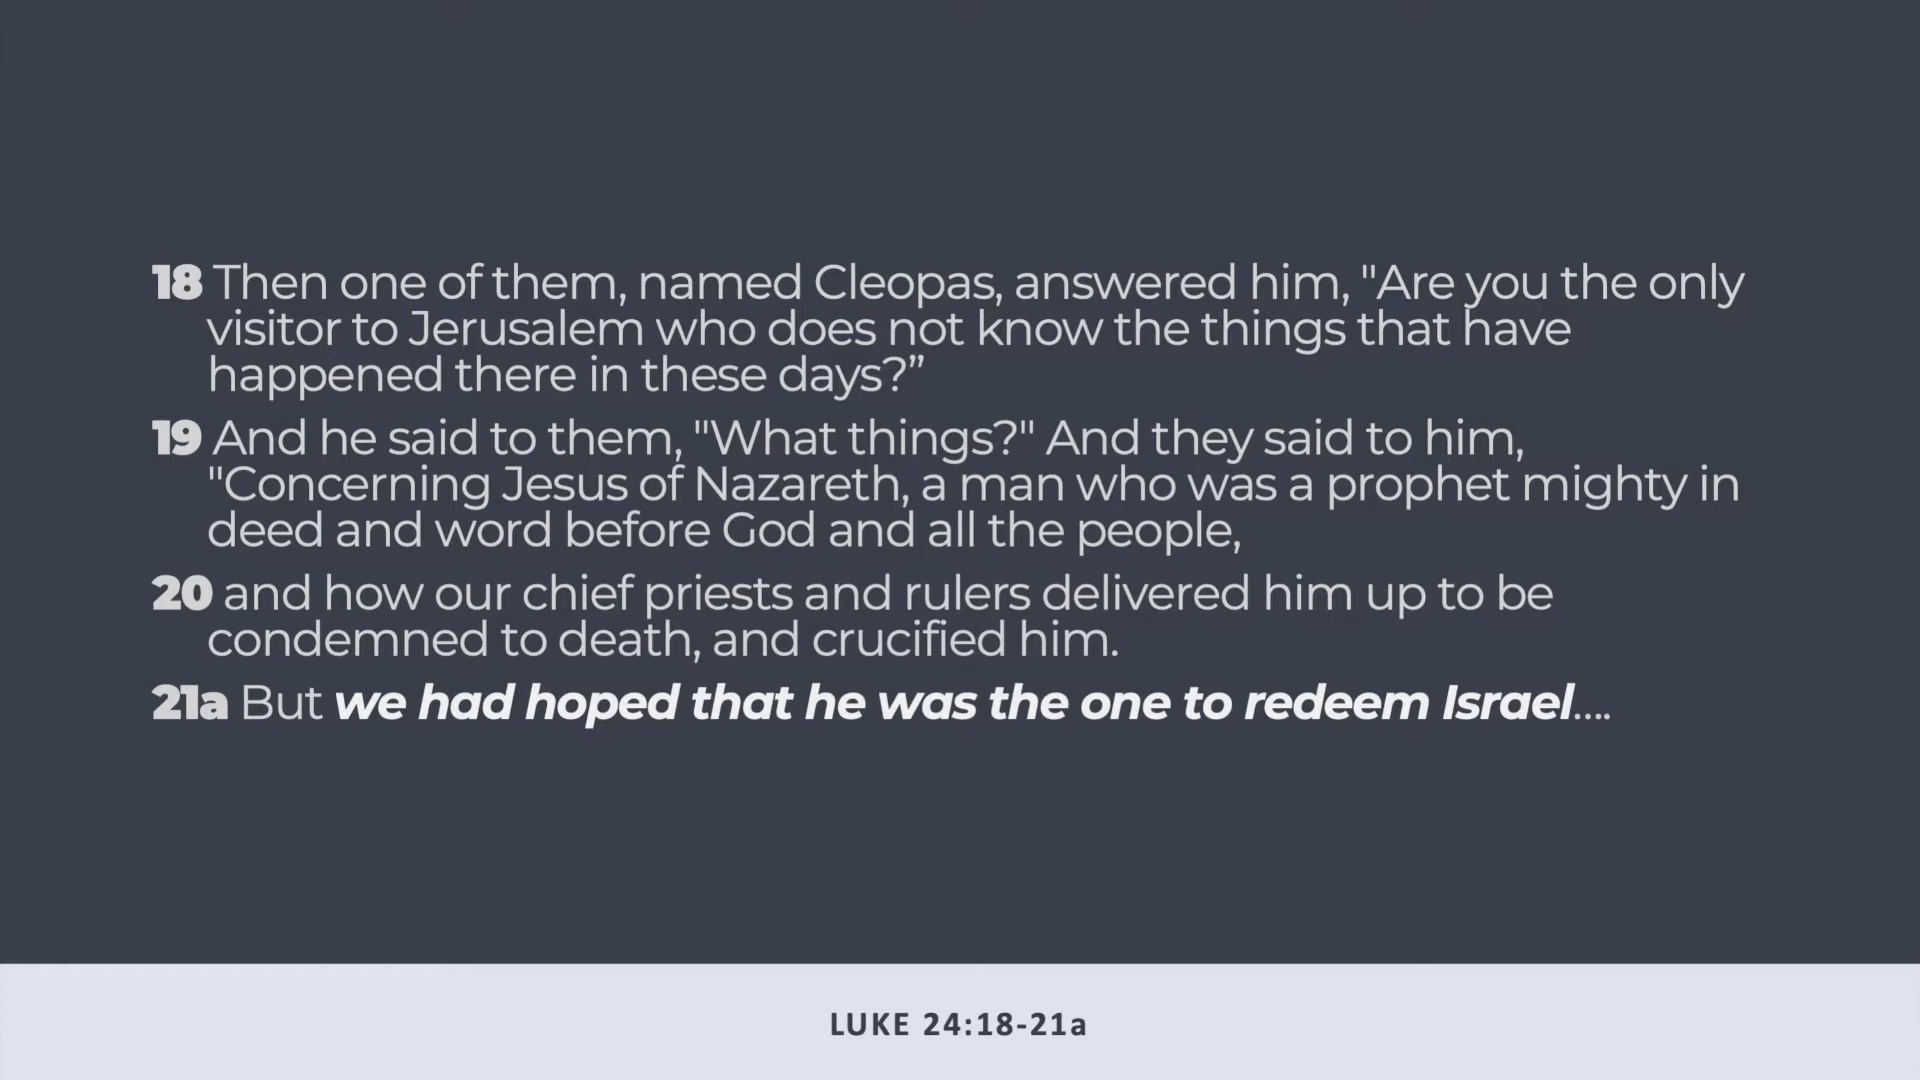 18 Then one of them, named Cleopas, answered him, "Are you the only
visitor to Jerusalem who does not know the things that have
happened there in these days?”
19 And he said to them, "What things?" And they said to him,
"Concerning Jesus of Nazareth, a man who was a prophet mighty in
deed and word before God and all the people,
20 and how our chief priests and rulers delivered him up to be
condemned to death, and crucified him.
21a But we had hoped that he was the one to redeem Israel....
LUKE 24:18-21a